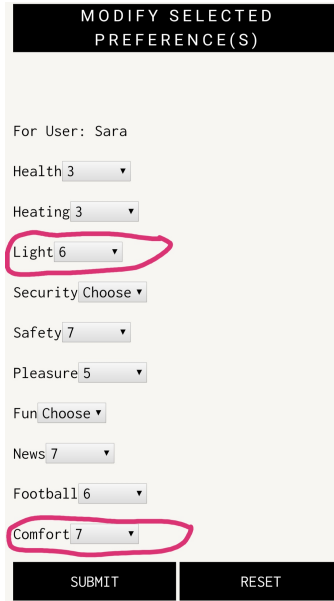 MODIFY SELECTED
PREFERENCE(S)
For User: Sara
Health 3
Heating 3
Light 6
Security Choose
Safety 7
Pleasure 5
Fun Choose
News 7
Football 6
Comfort 7
SUBMIT RESET